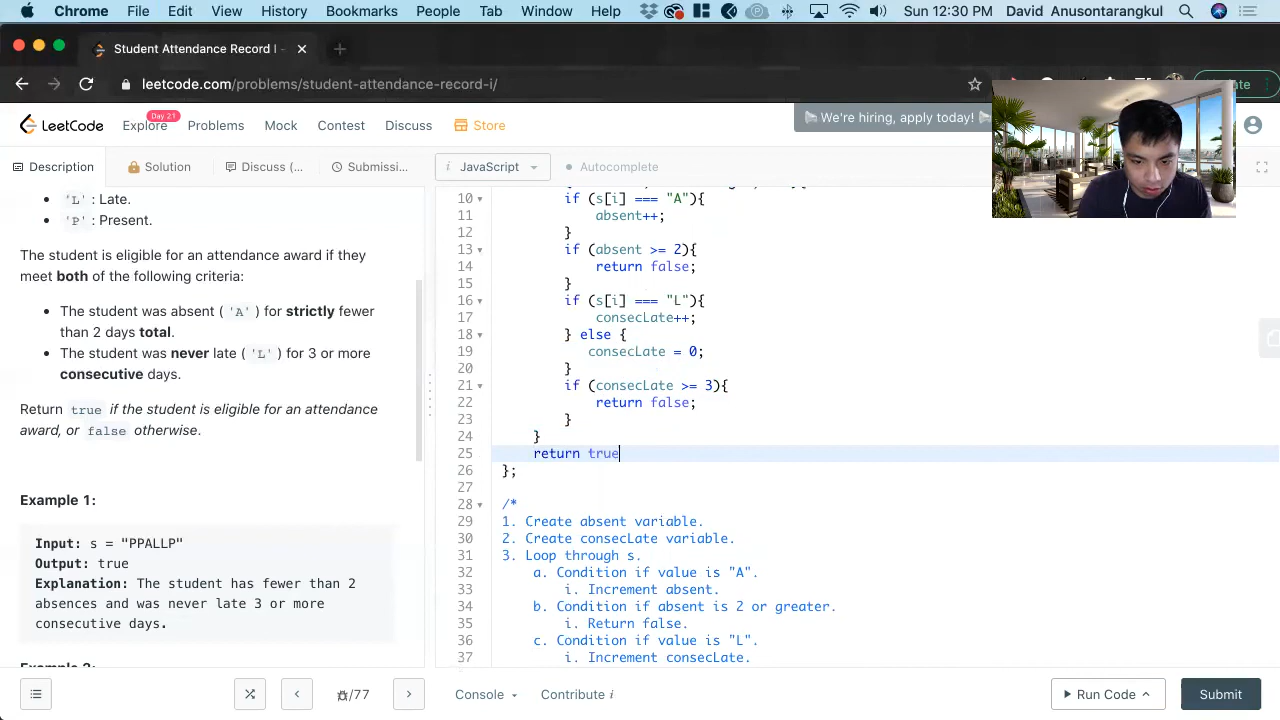 Chrome File Edit View History Bookmarks People Tab Window Help Sun 12:30 PM David Anusontarangkul
Student Attendance Record I -
leetcode.com/problems/student-attendance-record-i/
LeetCode Explore Day 21 Problems Mock Contest Discuss Store We're hiring, apply today!
Description Solution Discuss (... Submissi... i JavaScript Autocomplete
'L' : Late.
'P' : Present.
The student is eligible for an attendance award if they
meet both of the following criteria:
The student was absent ( 'A' ) for strictly fewer
than 2 days total.
The student was never late ( 'L' ) for 3 or more
consecutive days.
Return true if the student is eligible for an attendance
award, or false otherwise.
Example 1:
Input: s = "PPALLP"
Output: true
Explanation: The student has fewer than 2
absences and was never late 3 or more
consecutive days.
10 if (s[i] === "A"){
11 absent++;
12 }
13 if (absent >= 2){
14 return false;
15 }
16 if (s[i] === "L"){
17 consecLate++;
18 } else {
19 consecLate = 0;
20 }
21 if (consecLate >= 3){
22 return false;
23 }
24 }
25 return true
26 };
27
28 /*
29 1. Create absent variable.
30 2. Create consecLate variable.
31 3. Loop through s.
32 a. Condition if value is "A".
33 i. Increment absent.
34 b. Condition if absent is 2 or greater.
35 i. Return false.
36 c. Condition if value is "L".
37 i. Increment consecLate.
/77 Console Contribute i Run Code Submit